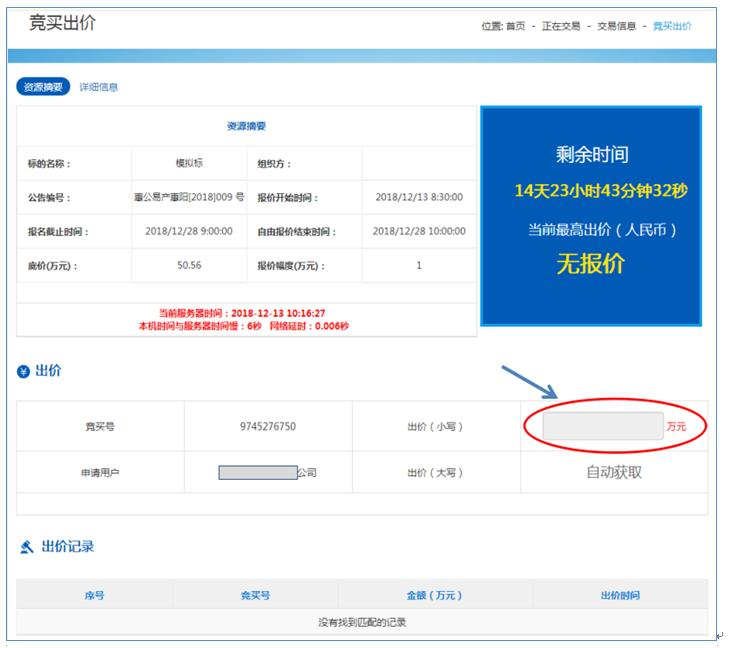 竞买出价
位置: 首页 - 正在交易 - 交易信息 - 竞买出价
资源摘要 详细信息
资源摘要
标的名称： 模拟标 组织方：
公告编号： 惠公易产惠阳[2018]009 号 报价开始时间： 2018/12/13 8:30:00
报名截止时间： 2018/12/28 9:00:00 自由报价结束时间： 2018/12/28 10:00:00
底价(万元)： 50.56 报价幅度(万元)： 1
当前服务器时间：2018-12-13 10:16:27
本机时间与服务器时间慢：6秒 网络延时：0.006秒
剩余时间
14天23小时43分钟32秒
当前最高出价（人民币）
无报价
¥ 出价
竞买号 9745276750 出价（小写） 万元
申请用户 公司 出价（大写） 自动获取
出价记录
序号 竞买号 金额（万元） 出价时间
没有找到匹配的记录